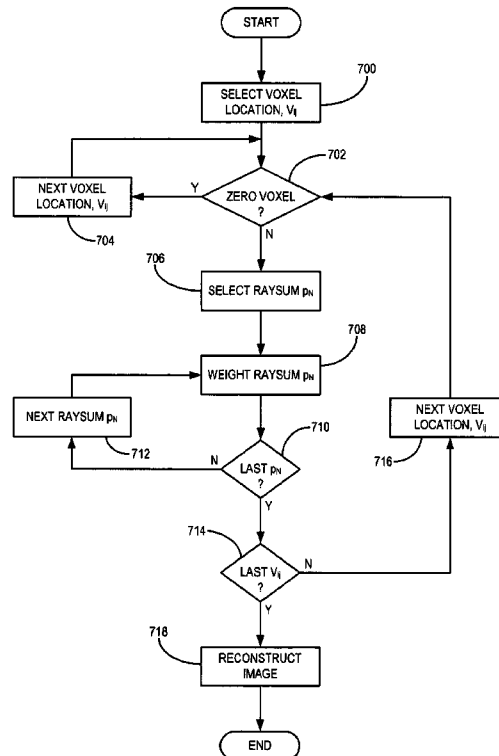 START
SELECT VOXEL
LOCATION, Vij
700
702
ZERO VOXEL
?
Y
N
NEXT VOXEL
LOCATION, Vij
704
706
SELECT RAYSUM pN
708
WEIGHT RAYSUM pN
NEXT RAYSUM pN
712
710
LAST pN
?
N
Y
NEXT VOXEL
LOCATION, Vij
716
714
LAST Vij
?
N
Y
718
RECONSTRUCT
IMAGE
END